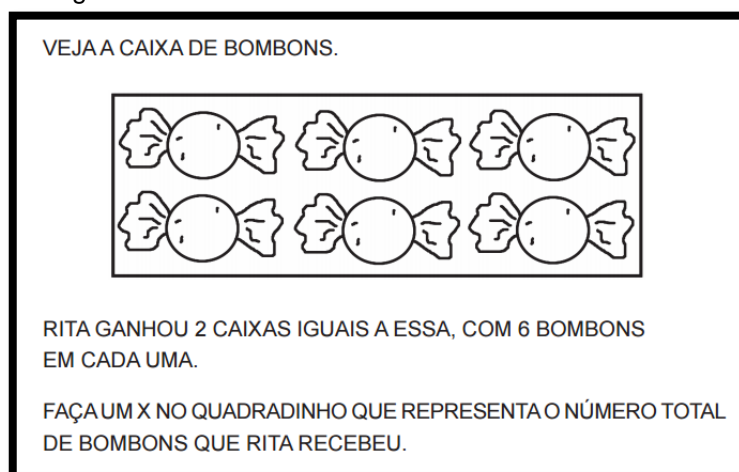 VEJA A CAIXA DE BOMBONS.
RITA GANHOU 2 CAIXAS IGUAIS A ESSA, COM 6 BOMBONS
EM CADA UMA.
FAÇA UM X NO QUADRADINHO QUE REPRESENTA O NÚMERO TOTAL
DE BOMBONS QUE RITA RECEBEU.